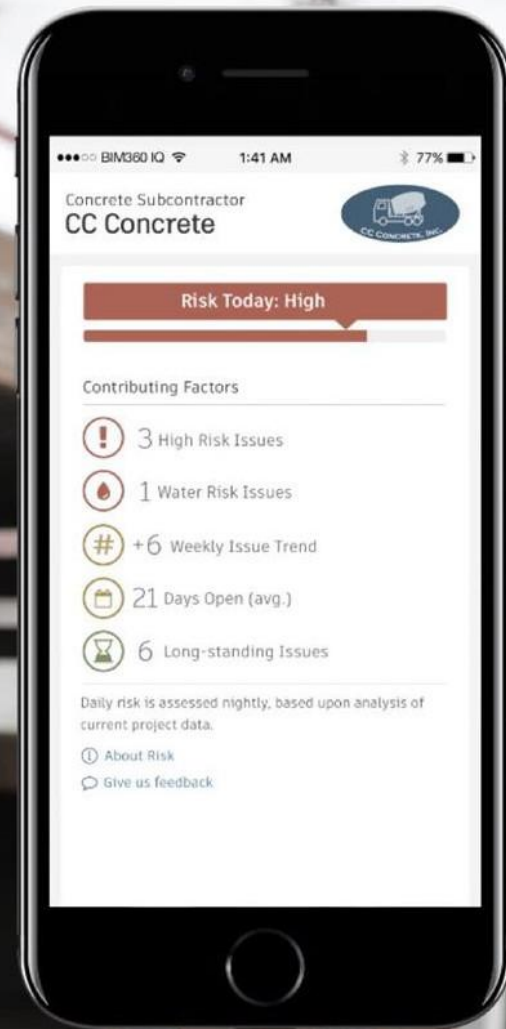 BIM360 IQ 1:41 AM 77%
Concrete Subcontractor
CC Concrete
CC CONCRETE, INC.
Risk Today: High
Contributing Factors
! 3 High Risk Issues
1 Water Risk Issues
# +6 Weekly Issue Trend
21 Days Open (avg.)
6 Long-standing Issues
Daily risk is assessed nightly, based upon analysis of
current project data.
About Risk
Give us feedback